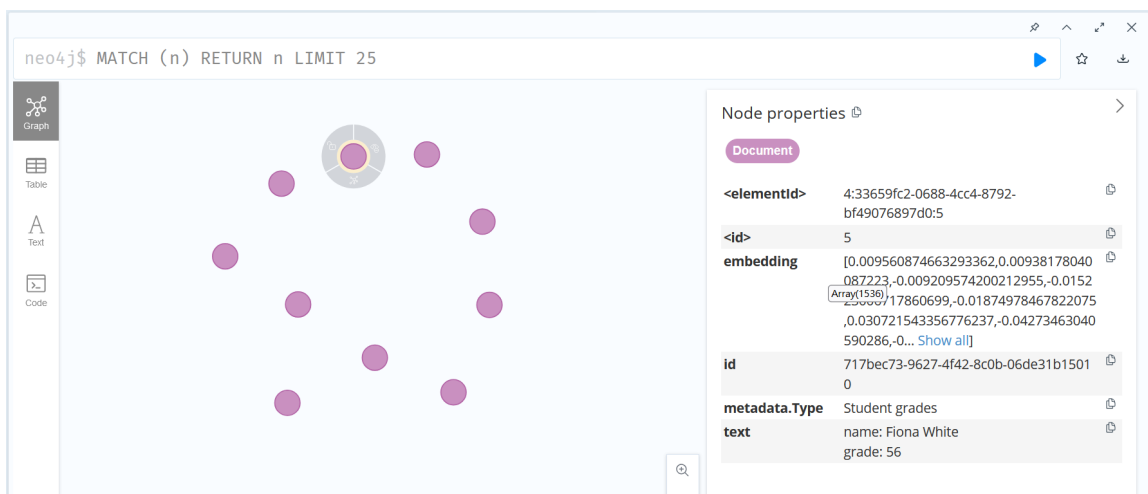 neo4j$ MATCH (n) RETURN n LIMIT 25
Graph
Table
A
Text
Code
Node properties
Document
<elementId> 4:33659fc2-0688-4cc4-8792-
bf49076897d0:5
<id> 5
embedding [0.009560874663293362,0.00938178040
087223,-0.009209574200212955,-0.0152
717860699,-0.01874978467822075
Array(1536)
,0.030721543356776237,-0.04273463040
590286,-0... Show all]
id 717bec73-9627-4f42-8c0b-06de31b1501
0
metadata.Type Student grades
text name: Fiona White
grade: 56